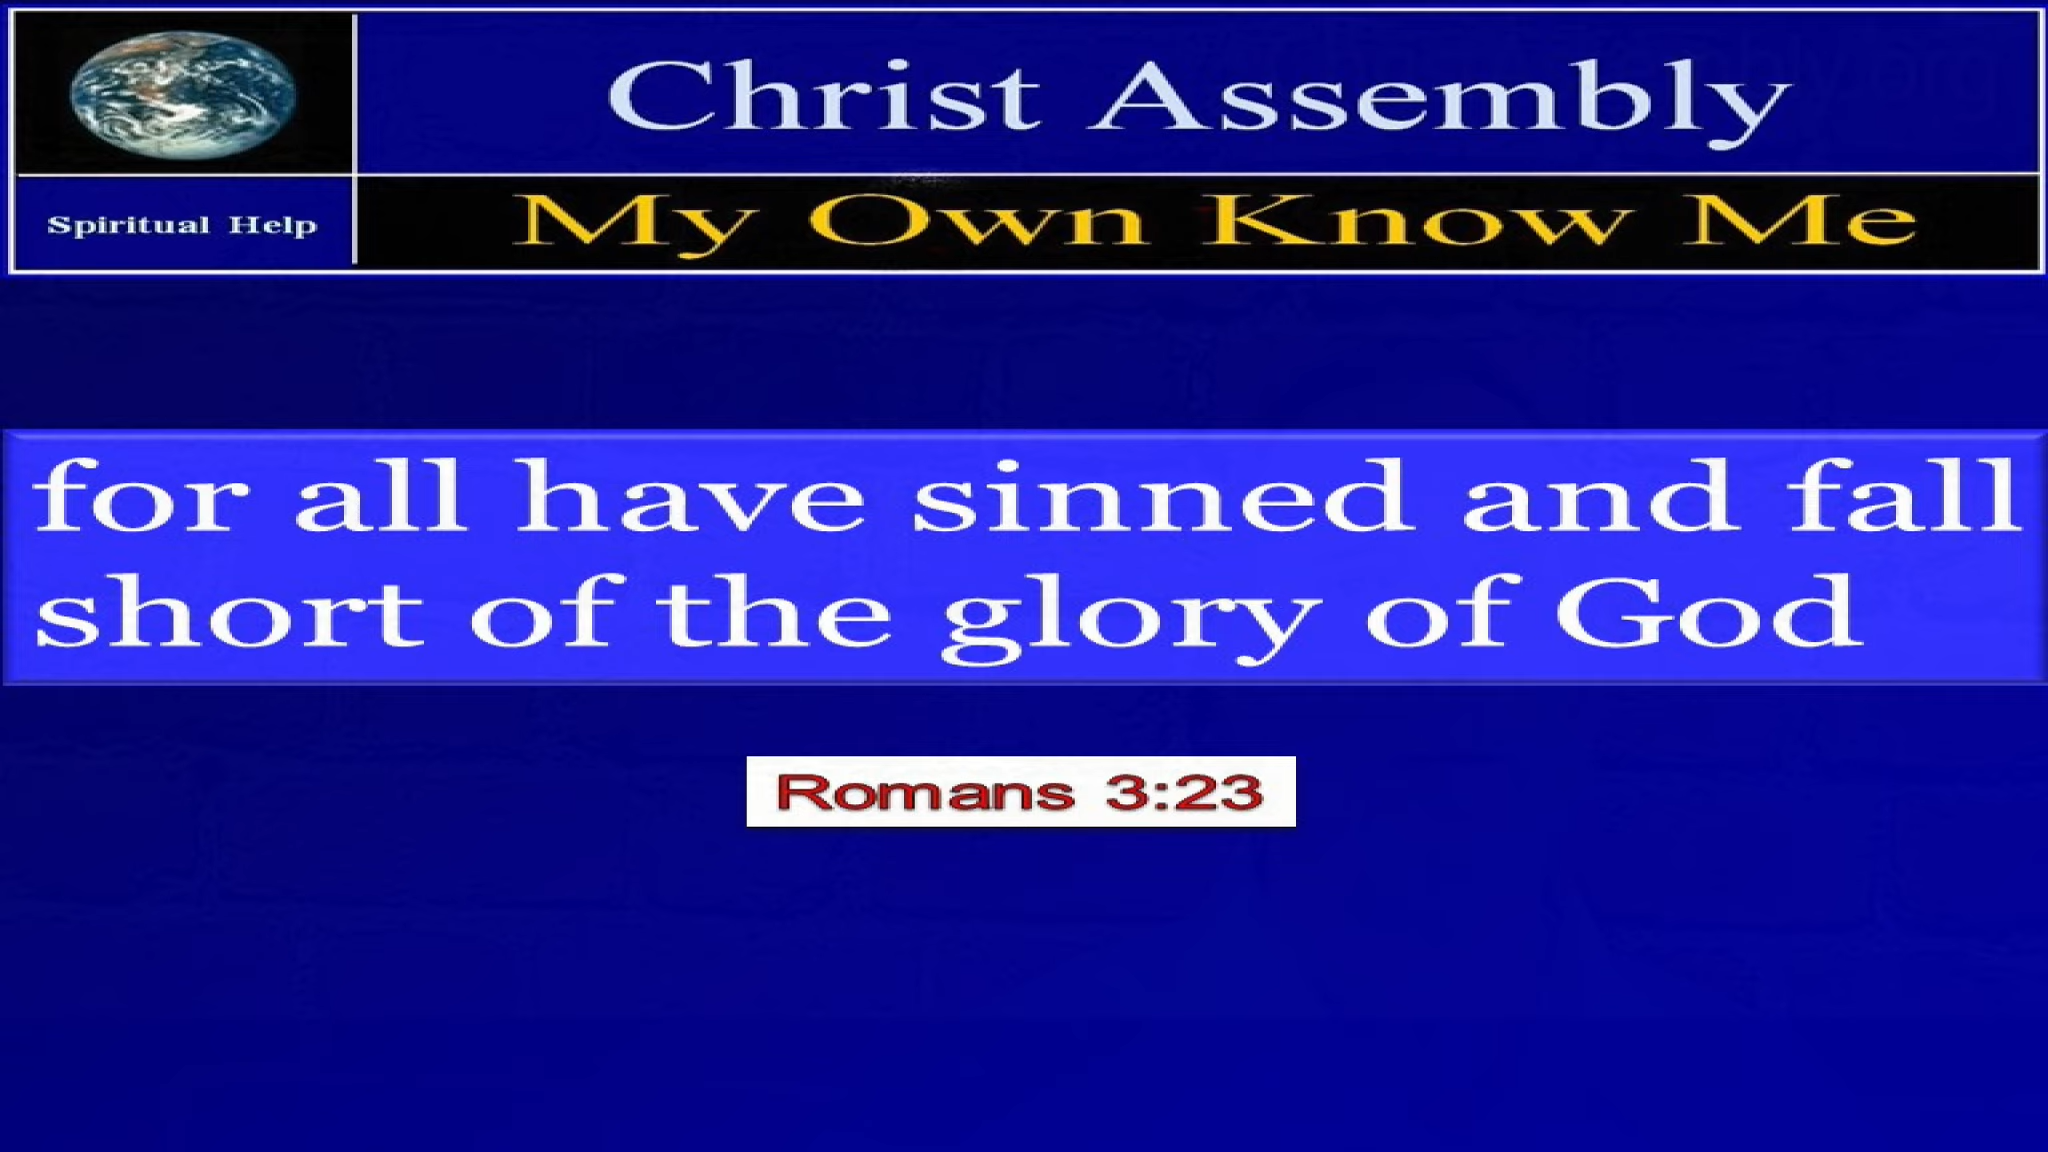 Christ Assembly
Spiritual Help
My Own Know Me
for all have sinned and fall
short of the glory of God
Romans 3:23